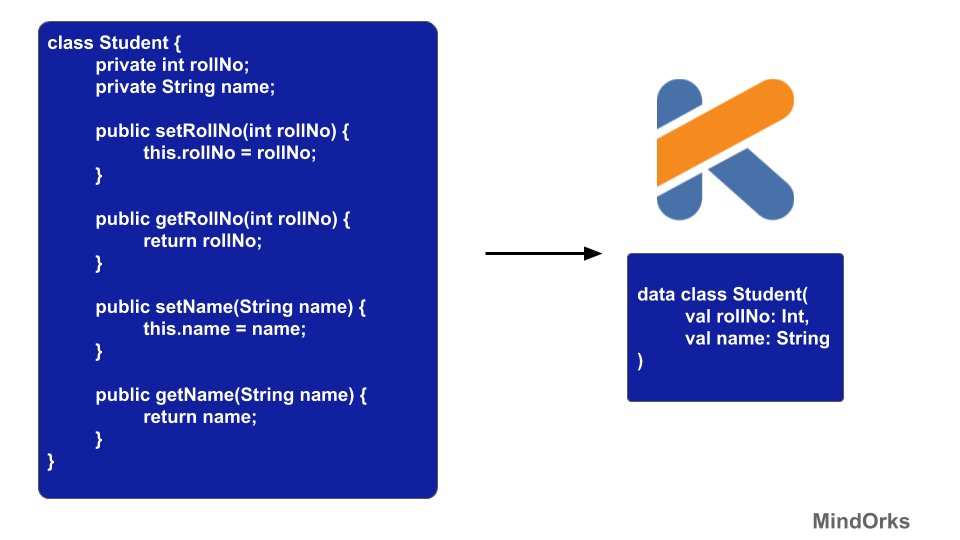 class Student {
private int rollNo;
private String name;
public setRollNo(int rollNo) {
this.rollNo = rollNo;
}
public getRollNo(int rollNo) {
return rollNo;
}
public setName(String name) {
this.name = name;
}
public getName(String name) {
return name;
}
}
data class Student(
val rollNo: Int,
val name: String
)
MindOrks